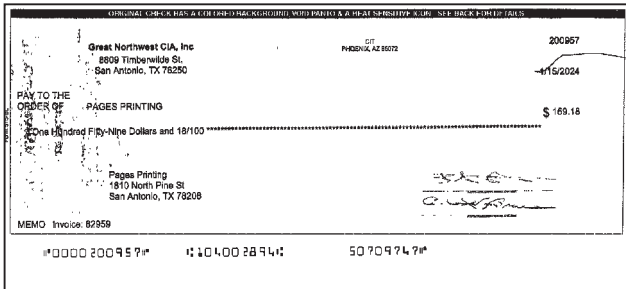 ORIGINAL CHECK HAS A COLORED BACKGROUND, VOID PANTO & A HEAT SENSITIVE ICON - SEE BACK FOR DETAILS
Great Northwest CIA, Inc
8809 Timberwilde St.
San Antonio, TX 78250
CIT
PHOENIX, AZ 85072
200957
4/15/2024
PAY TO THE
ORDER OF PAGES PRINTING
$ 169.18
One Hundred Fifty-Nine Dollars and 18/100 ****
Pages Printing
1810 North Pine St
San Antonio, TX 78208
MEMO Invoice: 82959
⑈0000200957⑈ ⑆104002894⑆ 50709747⑈